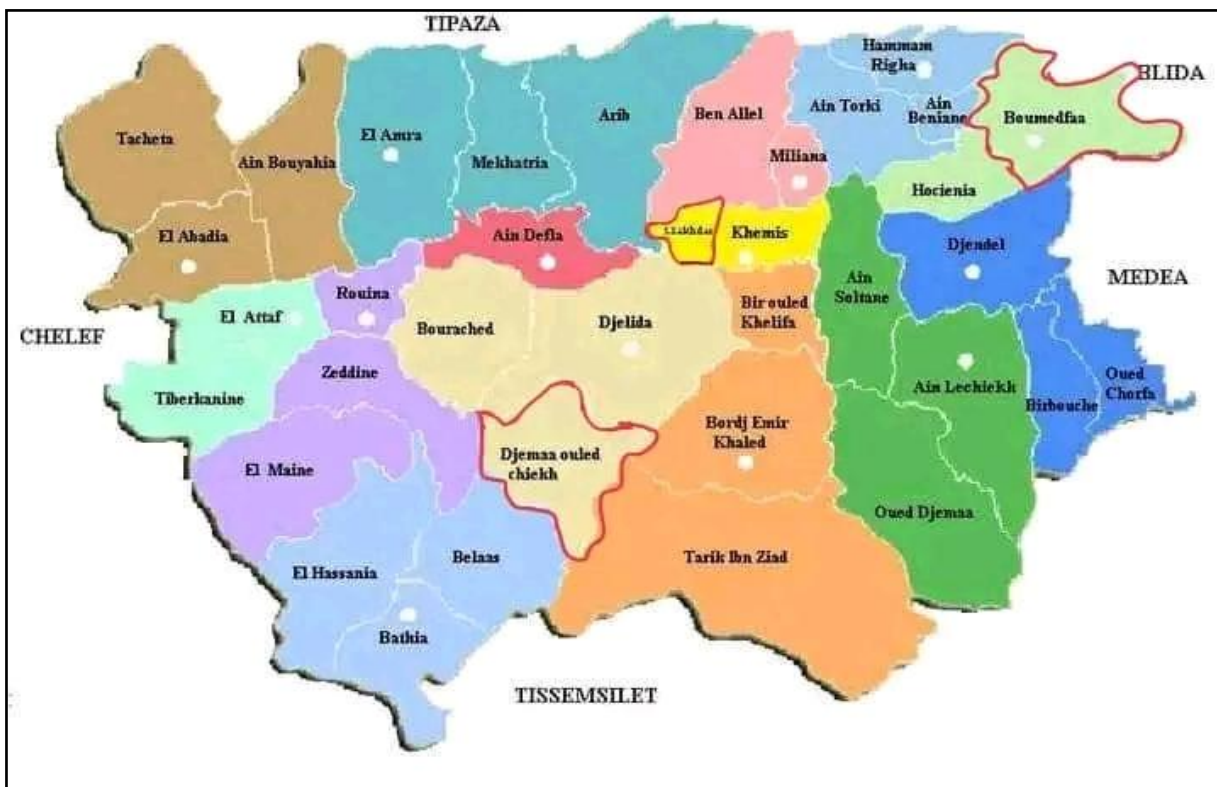 TIPAZA
Hammam
Righa
BLIDA
Tacheta
El Amra
Arib
Ben Allel
Ain Torki
Ain
Beniane
Boumedfaa
Ain Bouyahia
Mekhatria
Miliana
Hocienia
El Abadia
Ain Defla
Khemis
Djendel
MEDEA
Rouina
Ain
Soltane
CHELEF
El Attaf
Bourached
Djelida
Bir ouled
Khelifa
Zeddine
Tiberkanine
Ain Lechiekh
Birbouche
Oued
Chorfa
Bordj Emir
Khaled
El Maine
Djemaa ouled
chiekh
Oued Djemaa
El Hassania
Belaas
Tarik Ibn Ziad
Bathia
TISSEMSILET